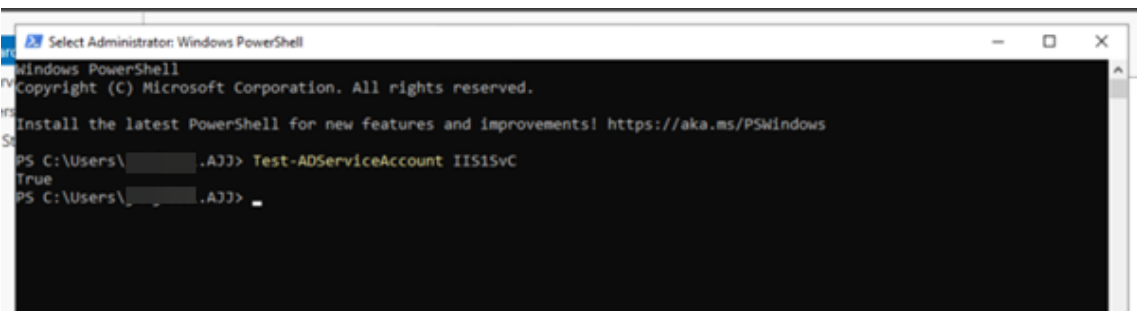 Select Administrator: Windows PowerShell
Windows PowerShell
Copyright (C) Microsoft Corporation. All rights reserved.
Install the latest PowerShell for new features and improvements! https://aka.ms/PSWindows
PS C:\Users\ .AJJ> Test-ADServiceAccount IIS1SvC
True
PS C:\Users\ .AJJ>